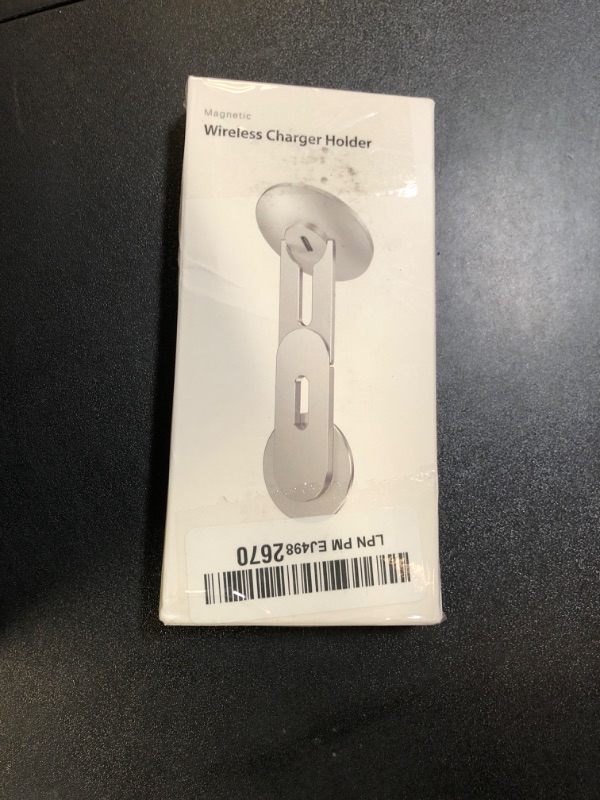 Magnetic
Wireless Charger Holder
LPN PM EJ4982670